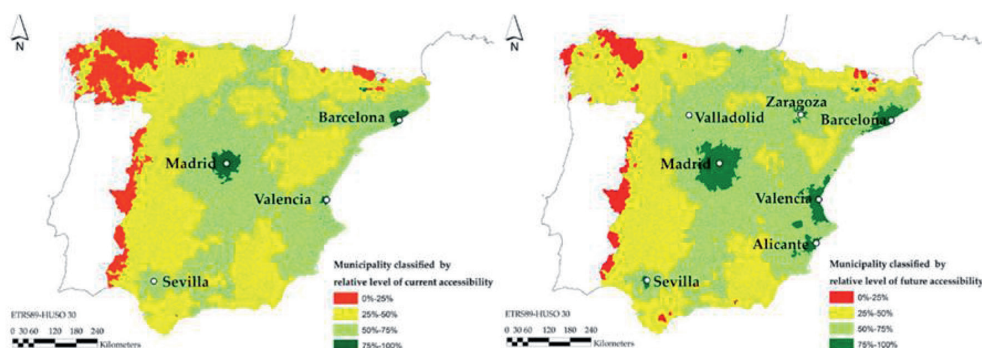 N
Barcelona
Madrid
Valencia
Sevilla
Municipality classified by
relative level of current accessibility
0%-25%
25%-50%
50%-75%
75%-100%
ETRS89-HUSO 30
0 30 60 120 180 240
Kilometers
N
Zaragoza
Valladolid
Barcelona
Madrid
Valencia
Alicante
Sevilla
Municipality classified by
relative level of future accessibility
0%-25%
25%-50%
50%-75%
75%-100%
ETRS89-HUSO 30
0 30 60 120 180 240
Kilometers